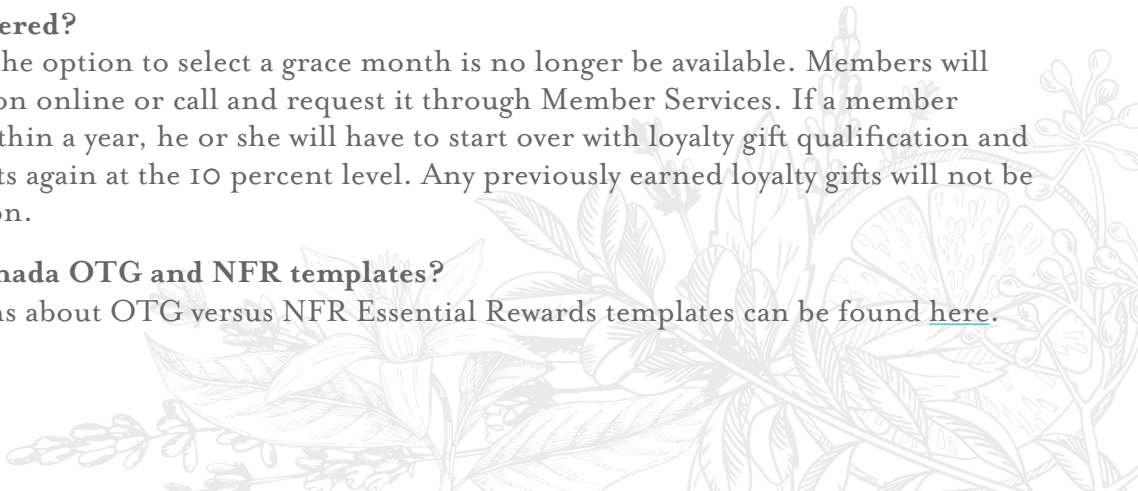 ered?
he option to select a grace month is no longer be available. Members will
on online or call and request it through Member Services. If a member
thin a year, he or she will have to start over with loyalty gift qualification and
ts again at the 10 percent level. Any previously earned loyalty gifts will not be
on.
nada OTG and NFR templates?
ns about OTG versus NFR Essential Rewards templates can be found here.